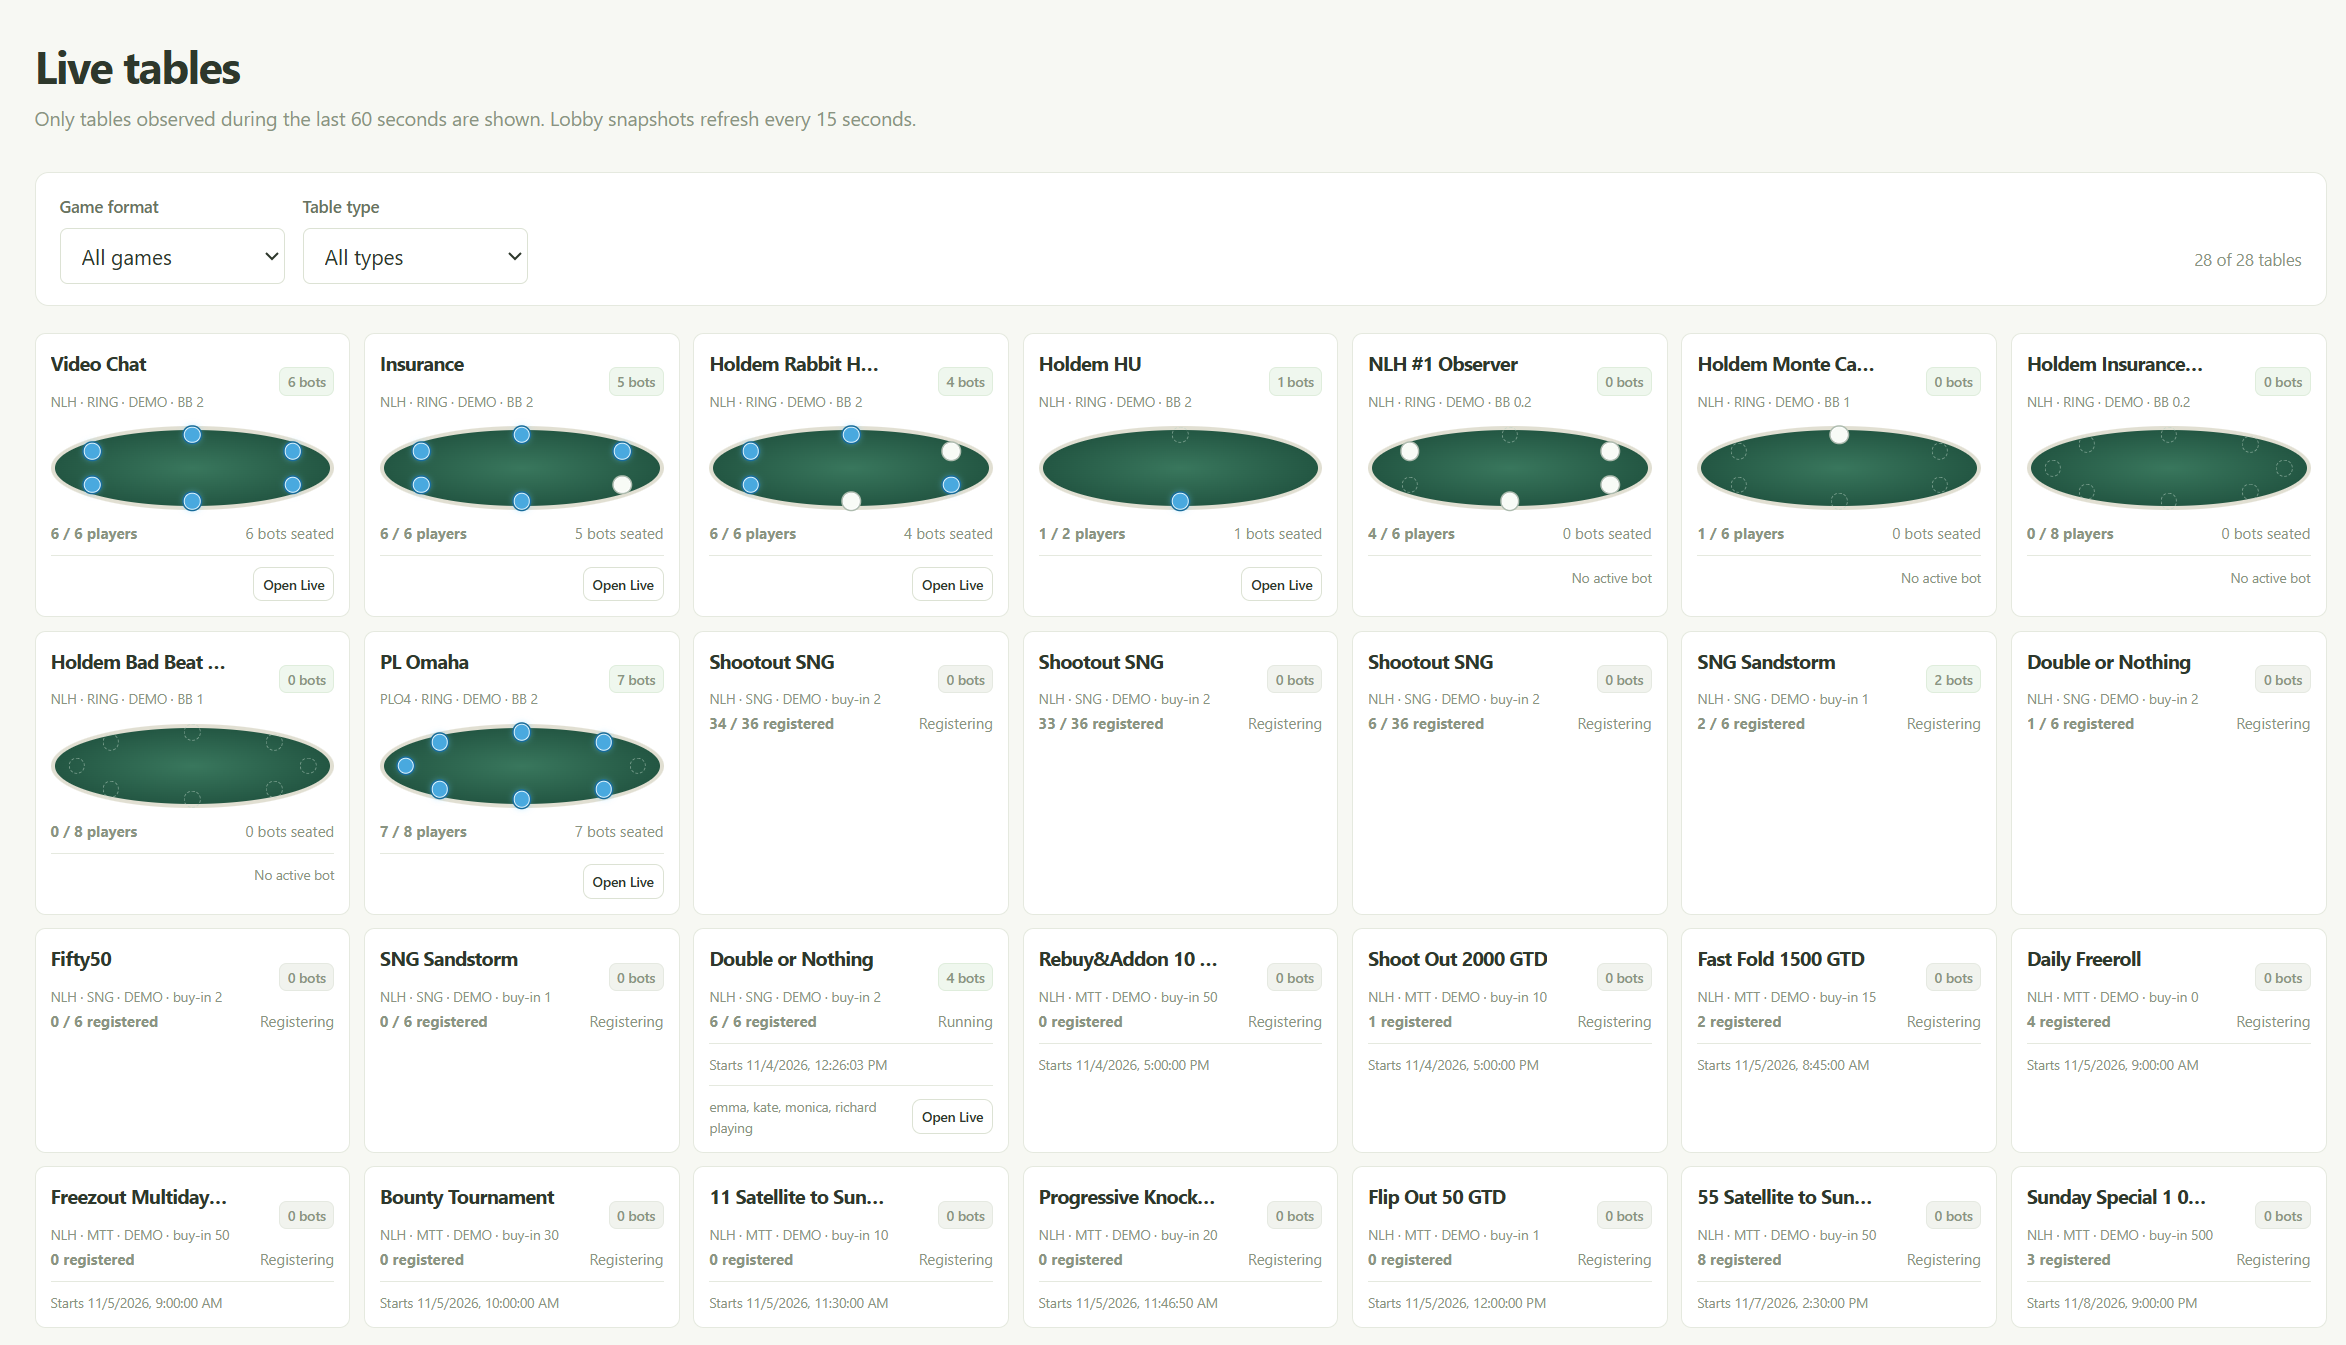 Live tables
Only tables observed during the last 60 seconds are shown. Lobby snapshots refresh every 15 seconds.
Game format
Table type
All games
All types
28 of 28 tables
Video Chat
6 bots
NLH · RING · DEMO · BB 2
6 / 6 players
6 bots seated
Open Live
Insurance
5 bots
NLH · RING · DEMO · BB 2
6 / 6 players
5 bots seated
Open Live
Holdem Rabbit H...
4 bots
NLH · RING · DEMO · BB 2
6 / 6 players
4 bots seated
Open Live
Holdem HU
1 bots
NLH · RING · DEMO · BB 2
1 / 2 players
1 bots seated
Open Live
NLH #1 Observer
0 bots
NLH · RING · DEMO · BB 0.2
4 / 6 players
0 bots seated
No active bot
Holdem Monte Ca...
0 bots
NLH · RING · DEMO · BB 1
1 / 6 players
0 bots seated
No active bot
Holdem Insurance...
0 bots
NLH · RING · DEMO · BB 0.2
0 / 8 players
0 bots seated
No active bot
Holdem Bad Beat ...
0 bots
NLH · RING · DEMO · BB 1
0 / 8 players
0 bots seated
No active bot
PL Omaha
7 bots
PLO4 · RING · DEMO · BB 2
7 / 8 players
7 bots seated
Open Live
Shootout SNG
0 bots
NLH · SNG · DEMO · buy-in 2
34 / 36 registered
Registering
Shootout SNG
0 bots
NLH · SNG · DEMO · buy-in 2
33 / 36 registered
Registering
Shootout SNG
0 bots
NLH · SNG · DEMO · buy-in 2
6 / 36 registered
Registering
SNG Sandstorm
2 bots
NLH · SNG · DEMO · buy-in 1
2 / 6 registered
Registering
Double or Nothing
0 bots
NLH · SNG · DEMO · buy-in 2
1 / 6 registered
Registering
Fifty50
0 bots
NLH · SNG · DEMO · buy-in 2
0 / 6 registered
Registering
SNG Sandstorm
0 bots
NLH · SNG · DEMO · buy-in 1
0 / 6 registered
Registering
Double or Nothing
4 bots
NLH · SNG · DEMO · buy-in 2
6 / 6 registered
Running
Starts 11/4/2026, 12:26:03 PM
emma, kate, monica, richard
playing
Open Live
Rebuy&Addon 10 ...
0 bots
NLH · MTT · DEMO · buy-in 50
0 registered
Registering
Starts 11/4/2026, 5:00:00 PM
Shoot Out 2000 GTD
0 bots
NLH · MTT · DEMO · buy-in 10
1 registered
Registering
Starts 11/4/2026, 5:00:00 PM
Fast Fold 1500 GTD
0 bots
NLH · MTT · DEMO · buy-in 15
2 registered
Registering
Starts 11/5/2026, 8:45:00 AM
Daily Freeroll
0 bots
NLH · MTT · DEMO · buy-in 0
4 registered
Registering
Starts 11/5/2026, 9:00:00 AM
Freezout Multiday...
0 bots
NLH · MTT · DEMO · buy-in 50
0 registered
Registering
Starts 11/5/2026, 9:00:00 AM
Bounty Tournament
0 bots
NLH · MTT · DEMO · buy-in 30
0 registered
Registering
Starts 11/5/2026, 10:00:00 AM
11 Satellite to Sun...
0 bots
NLH · MTT · DEMO · buy-in 10
0 registered
Registering
Starts 11/5/2026, 11:30:00 AM
Progressive Knock...
0 bots
NLH · MTT · DEMO · buy-in 20
0 registered
Registering
Starts 11/5/2026, 11:46:50 AM
Flip Out 50 GTD
0 bots
NLH · MTT · DEMO · buy-in 1
0 registered
Registering
Starts 11/5/2026, 12:00:00 PM
55 Satellite to Sun...
0 bots
NLH · MTT · DEMO · buy-in 50
8 registered
Registering
Starts 11/7/2026, 2:30:00 PM
Sunday Special 1 0...
0 bots
NLH · MTT · DEMO · buy-in 500
3 registered
Registering
Starts 11/8/2026, 9:00:00 PM